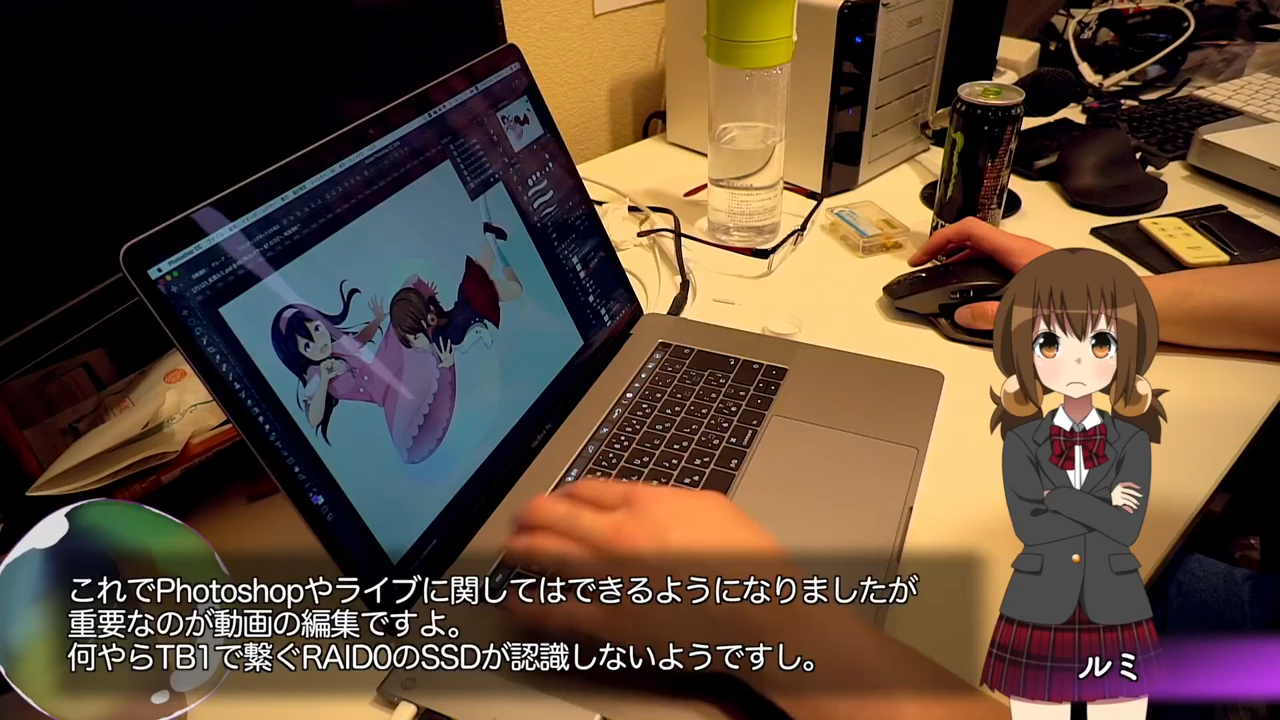 これでPhotoshopやライブに関してはできるようになりましたが
重要なのが動画の編集ですよ。
何やらTB1で繋ぐRAID0のSSDが認識しないようですし。
ルミ